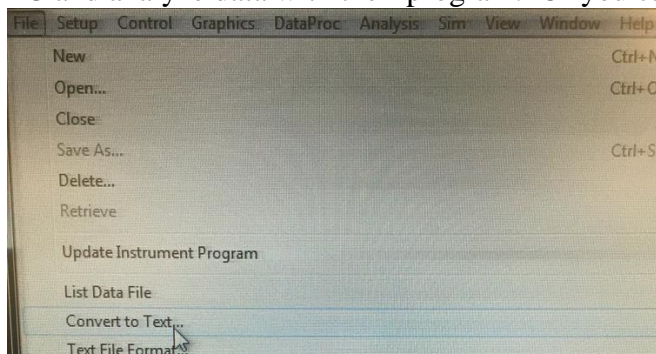 File Setup Control Graphics DataProc Analysis Sim View Window Help
New Ctrl+N
Open... Ctrl+O
Close
Save As... Ctrl+S
Delete...
Retrieve
Update Instrument Program
List Data File
Convert to Text...
Text File Format...